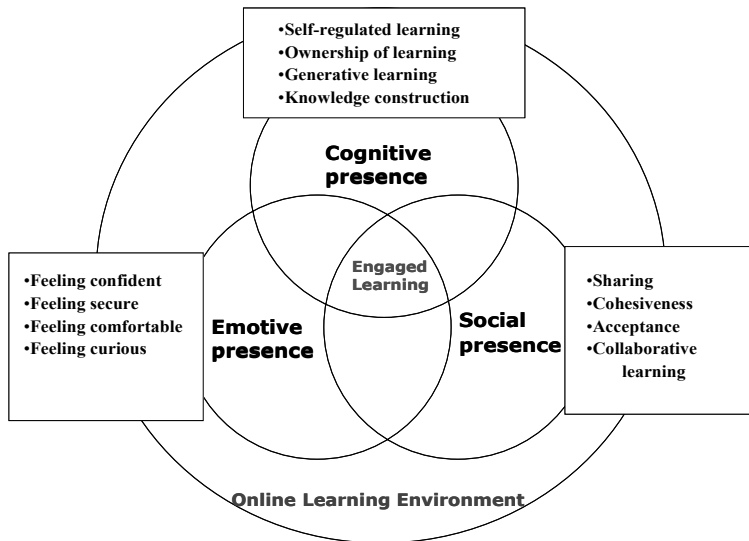 •Self-regulated learning
•Ownership of learning
•Generative learning
•Knowledge construction
Cognitive
presence
Engaged
Learning
•Feeling confident
•Feeling secure
•Feeling comfortable
•Feeling curious
Emotive
presence
Social
presence
•Sharing
•Cohesiveness
•Acceptance
•Collaborative
learning
Online Learning Environment